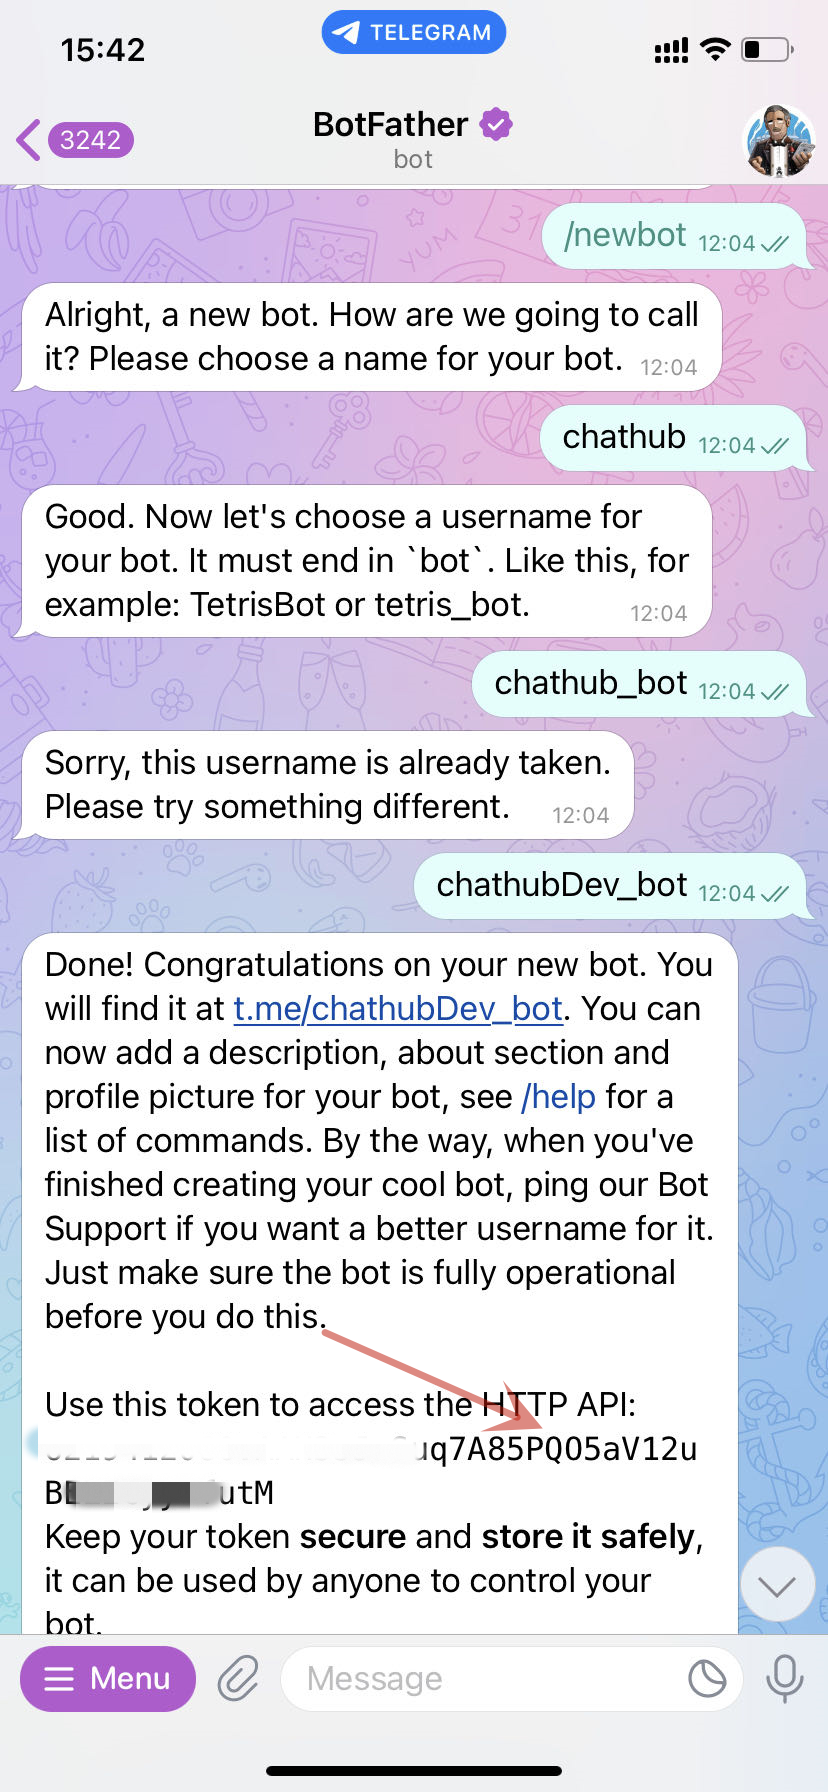 15:42
TELEGRAM
3242
BotFather
bot
/newbot 12:04
Alright, a new bot. How are we going to call
it? Please choose a name for your bot. 12:04
chathub 12:04
Good. Now let's choose a username for
your bot. It must end in `bot`. Like this, for
example: TetrisBot or tetris_bot. 12:04
chathub_bot 12:04
Sorry, this username is already taken.
Please try something different. 12:04
chathubDev_bot 12:04
Done! Congratulations on your new bot. You
will find it at t.me/chathubDev_bot. You can
now add a description, about section and
profile picture for your bot, see /help for a
list of commands. By the way, when you've
finished creating your cool bot, ping our Bot
Support if you want a better username for it.
Just make sure the bot is fully operational
before you do this.
Use this token to access the HTTP API:
Keep your token secure and store it safely,
it can be used by anyone to control your
bot.
Menu
Message